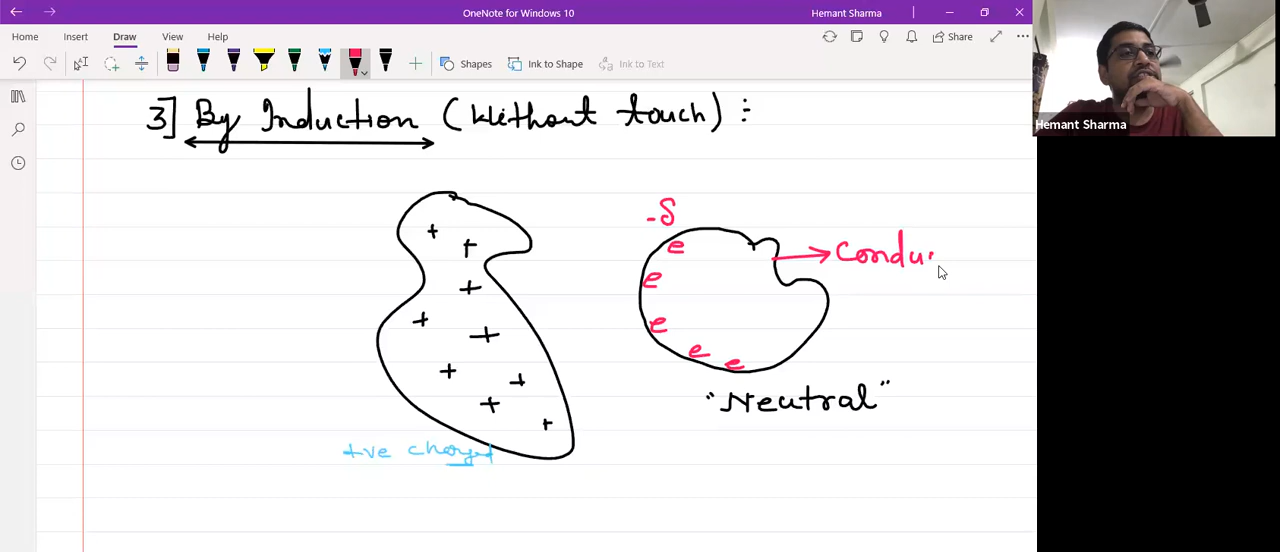 OneNote for Windows 10
Hemant Sharma
Home Insert Draw View Help
Share
Shapes Ink to Shape Ink to Text
Hemant Sharma
3] By Induction (Without touch) :
-δ
+ + + + + + + + +
e e e e e e
Condu
"Neutral"
+ve charged